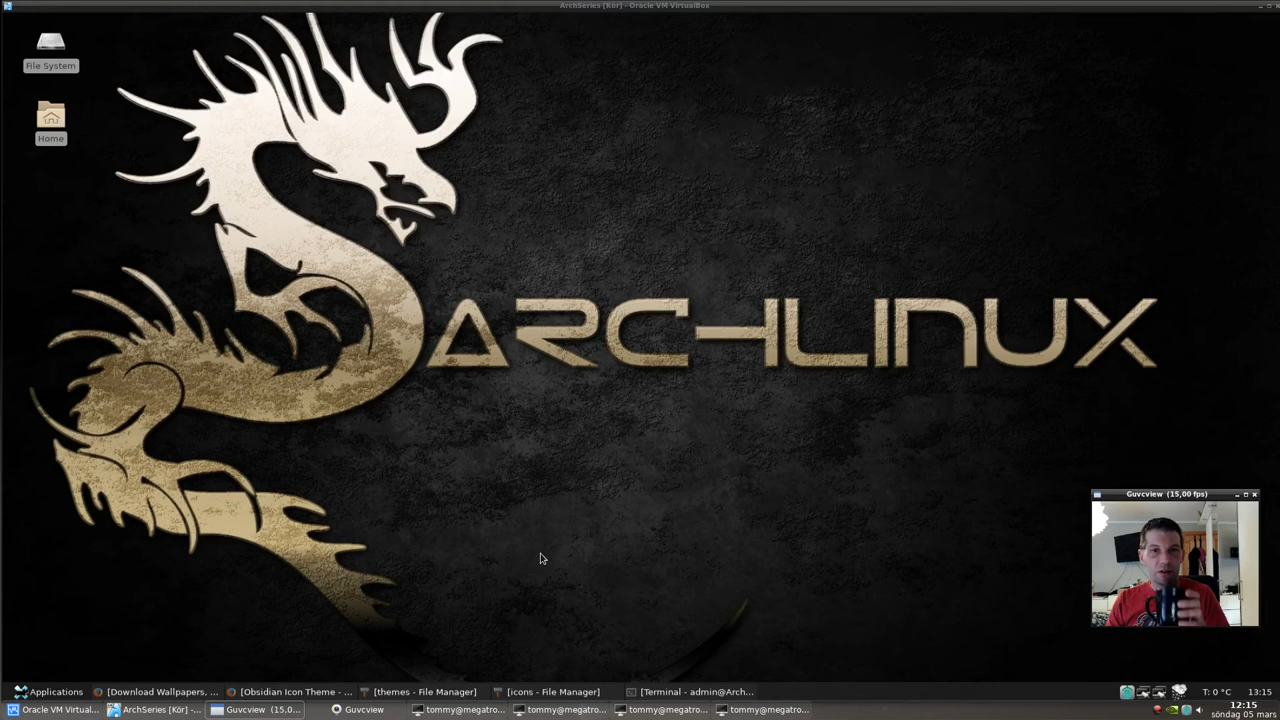 ArchSeries [Kör] - Oracle VM VirtualBox
File System
Home
ARCHLINUX
Guvcview (15,00 fps)
Applications
[Download Wallpapers, ...
[Obsidian Icon Theme - ...
[themes - File Manager]
[icons - File Manager]
[Terminal - admin@Arch...
T: 0 °C
13:15
Oracle VM Virtual...
ArchSeries [Kör] -...
Guvcview (15,0...
Guvcview
tommy@megatro...
tommy@megatro...
tommy@megatro...
tommy@megatro...
12:15
söndag 05 mars